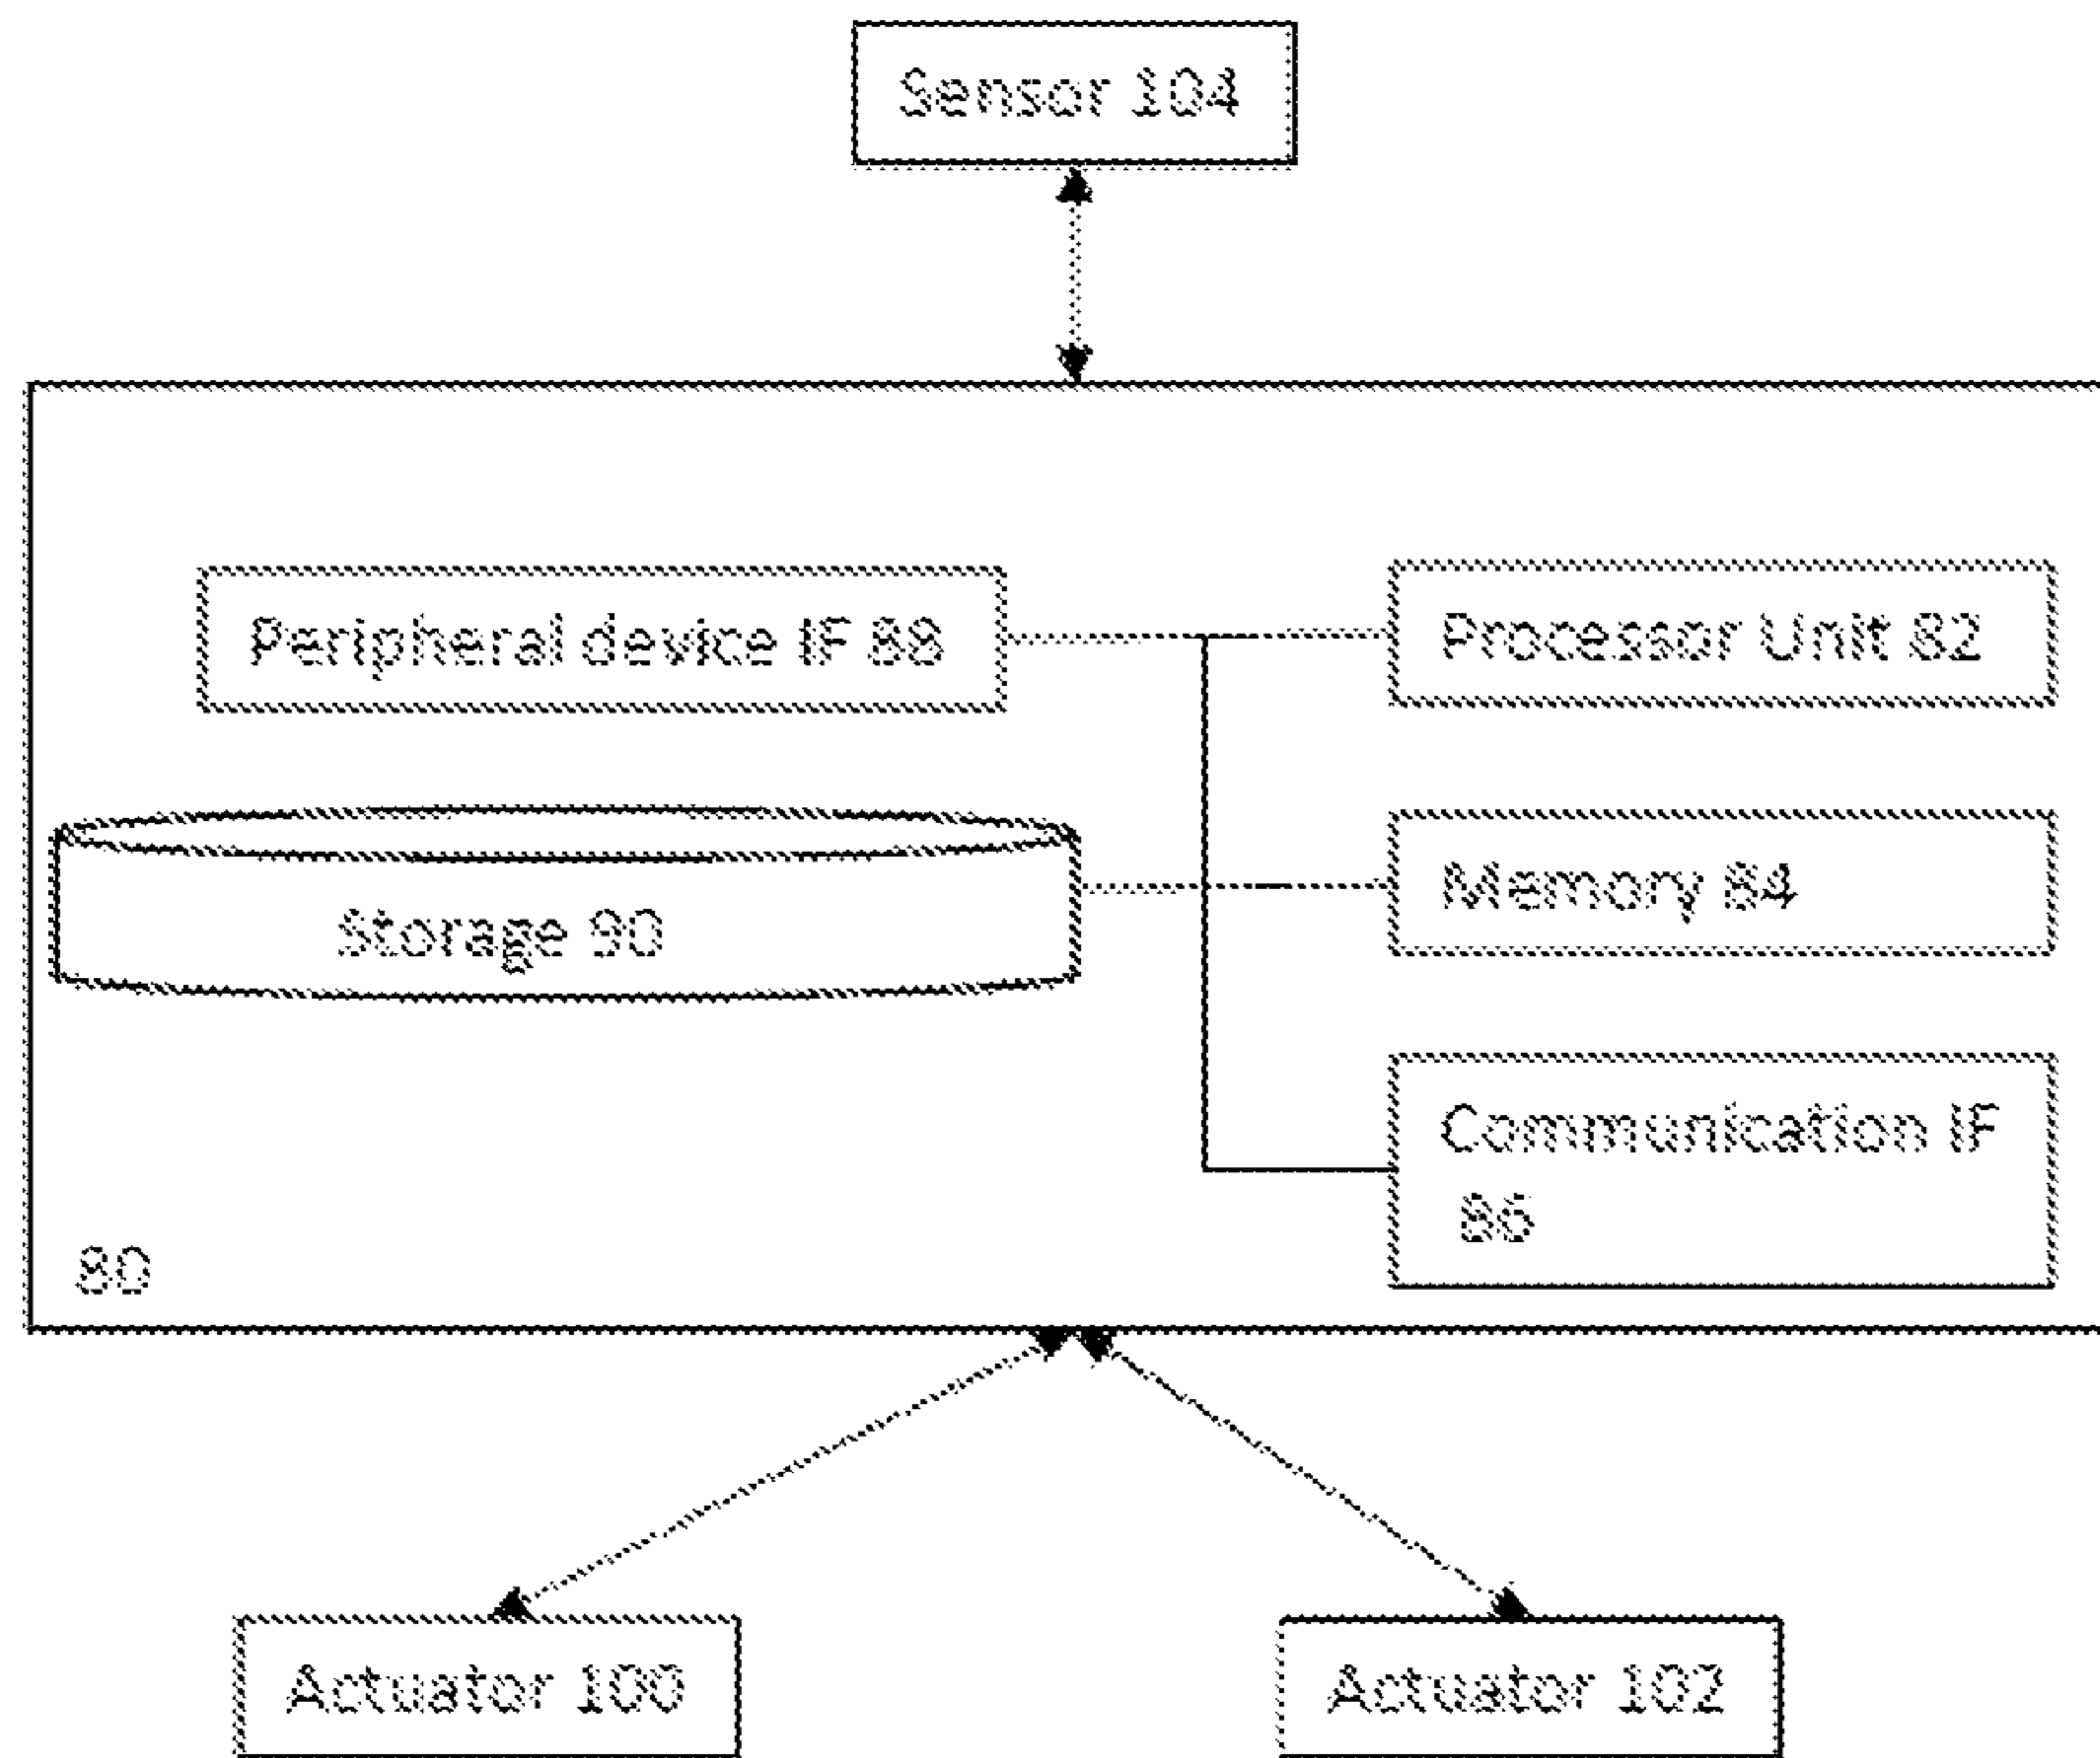 Sensor 104
Peripheral device IF 88
Processor Unit 82
Storage 90
Memory 84
Communication IF
86
80
Actuator 100
Actuator 102